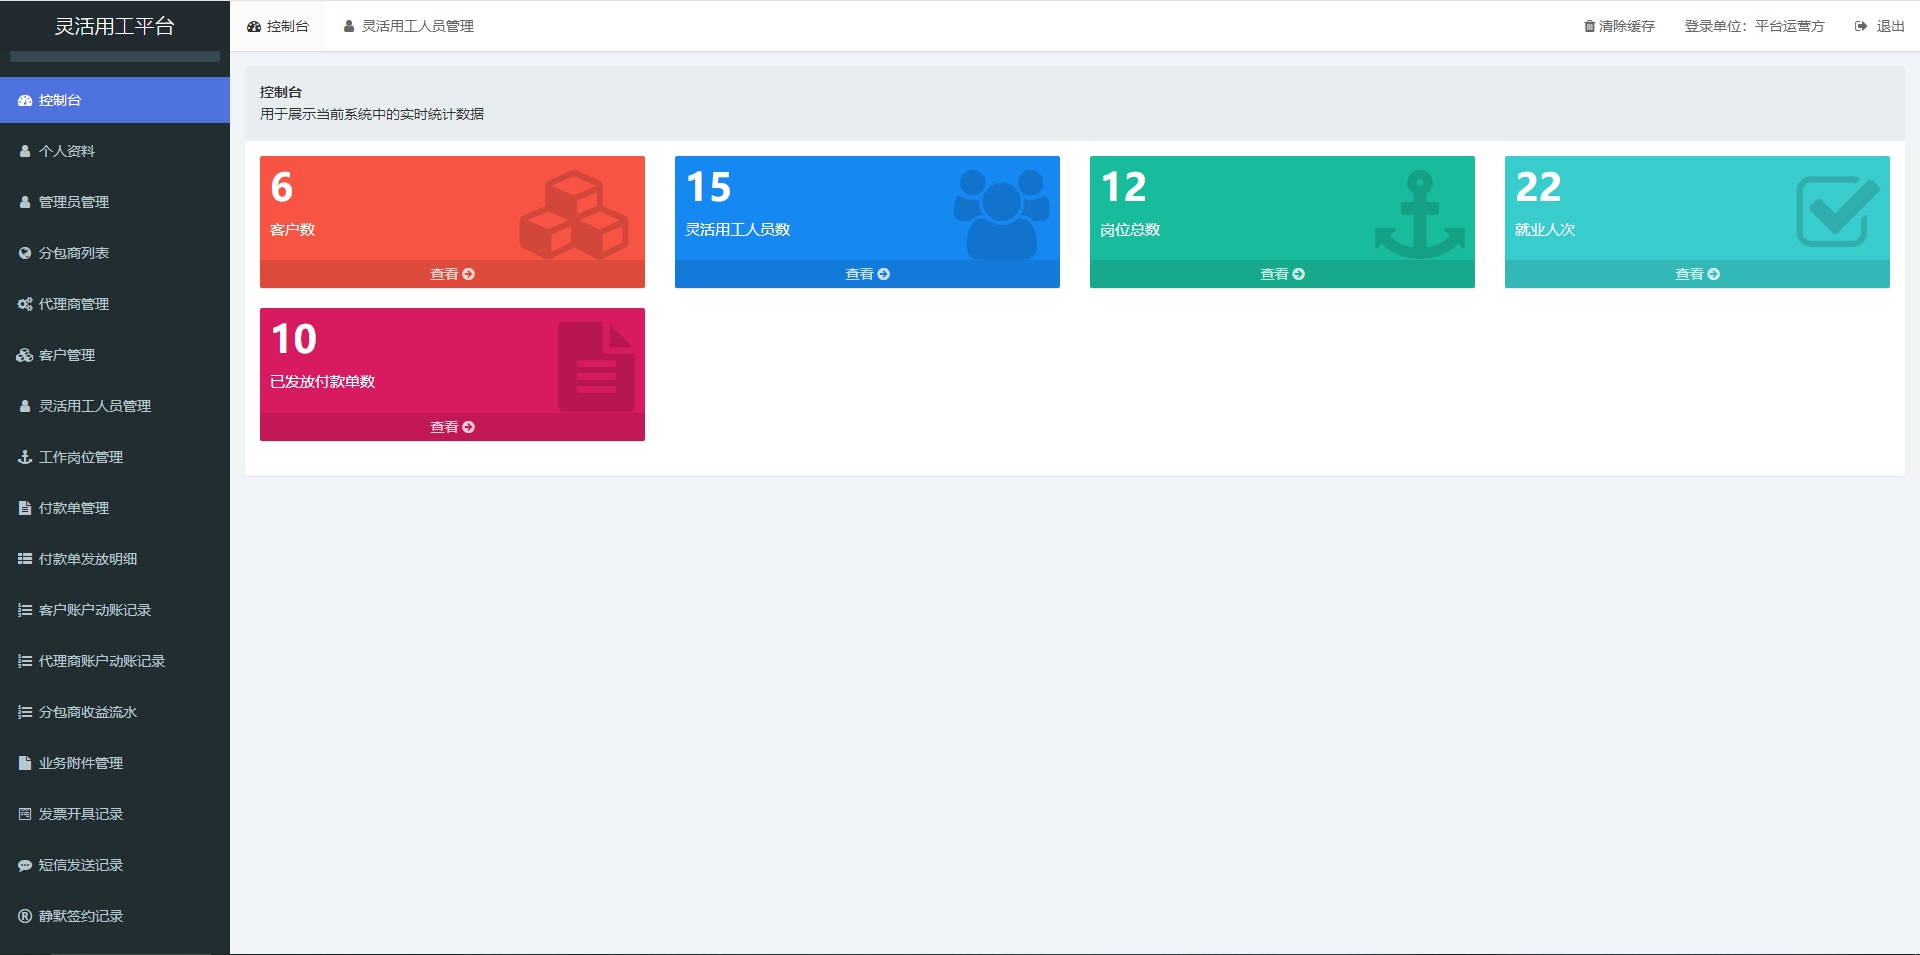 灵活用工平台
控制台
个人资料
管理员管理
分包商列表
代理商管理
客户管理
灵活用工人员管理
工作岗位管理
付款单管理
付款单发放明细
客户账户动账记录
代理商账户动账记录
分包商收益流水
业务附件管理
发票开具记录
短信发送记录
静默签约记录
控制台 灵活用工人员管理 清除缓存 登录单位：平台运营方 退出
控制台
用于展示当前系统中的实时统计数据
6
客户数
查看
15
灵活用工人员数
查看
12
岗位总数
查看
22
就业人次
查看
10
已发放付款单数
查看